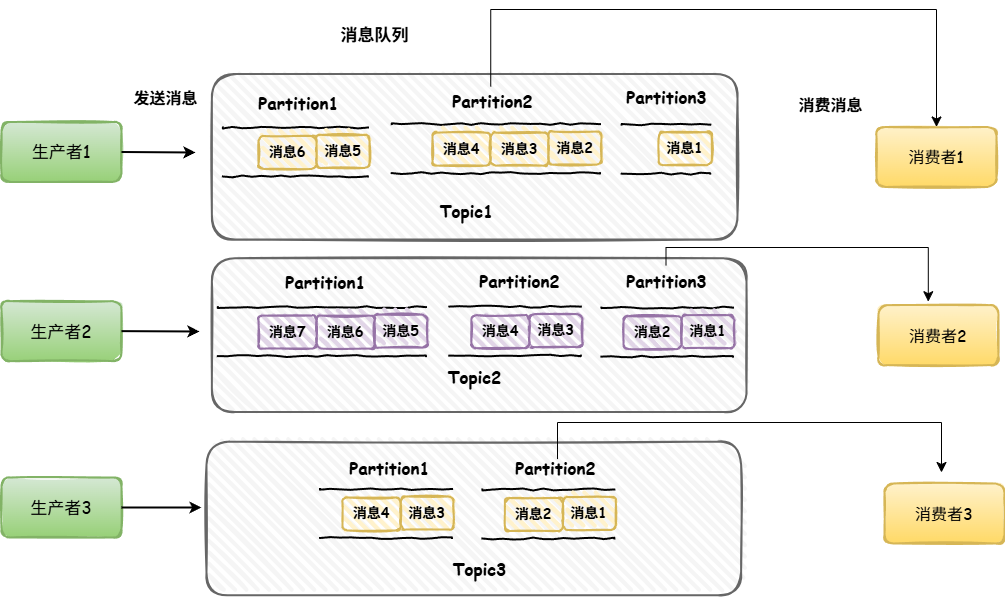 消息队列
发送消息
消费消息
生产者1
Partition1
消息6 消息5
Partition2
消息4 消息3 消息2
Partition3
消息1
Topic1
消费者1
生产者2
Partition1
消息7 消息6 消息5
Partition2
消息4 消息3
Partition3
消息2 消息1
Topic2
消费者2
生产者3
Partition1
消息4 消息3
Partition2
消息2 消息1
Topic3
消费者3